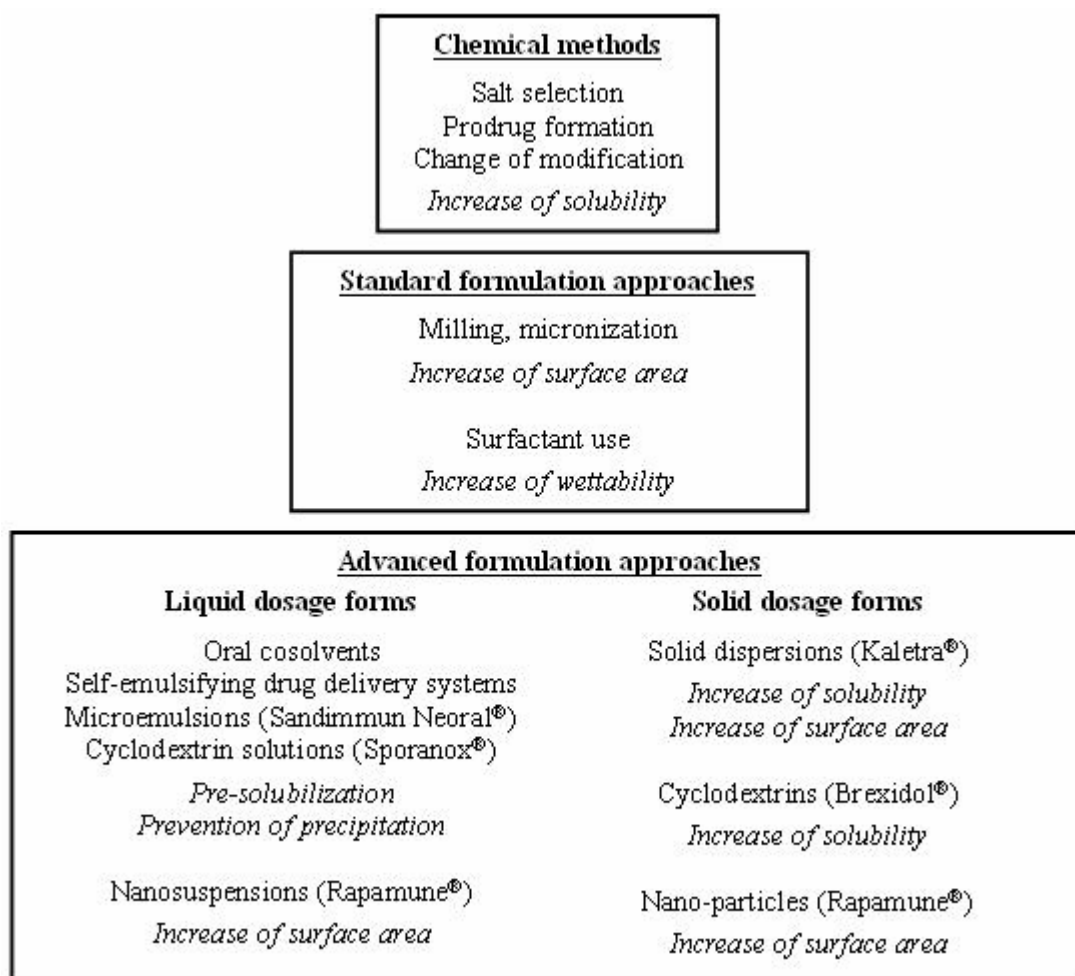 Chemical methods
Salt selection
Prodrug formation
Change of modification
Increase of solubility
Standard formulation approaches
Milling, micronization
Increase of surface area
Surfactant use
Increase of wettability
Advanced formulation approaches
Liquid dosage forms
Oral cosolvents
Self-emulsifying drug delivery systems
Microemulsions (Sandimmun Neoral®)
Cyclodextrin solutions (Sporanox®)
Pre-solubilization
Prevention of precipitation
Nanosuspensions (Rapamune®)
Increase of surface area
Solid dosage forms
Solid dispersions (Kaletra®)
Increase of solubility
Increase of surface area
Cyclodextrins (Brexidol®)
Increase of solubility
Nano-particles (Rapamune®)
Increase of surface area